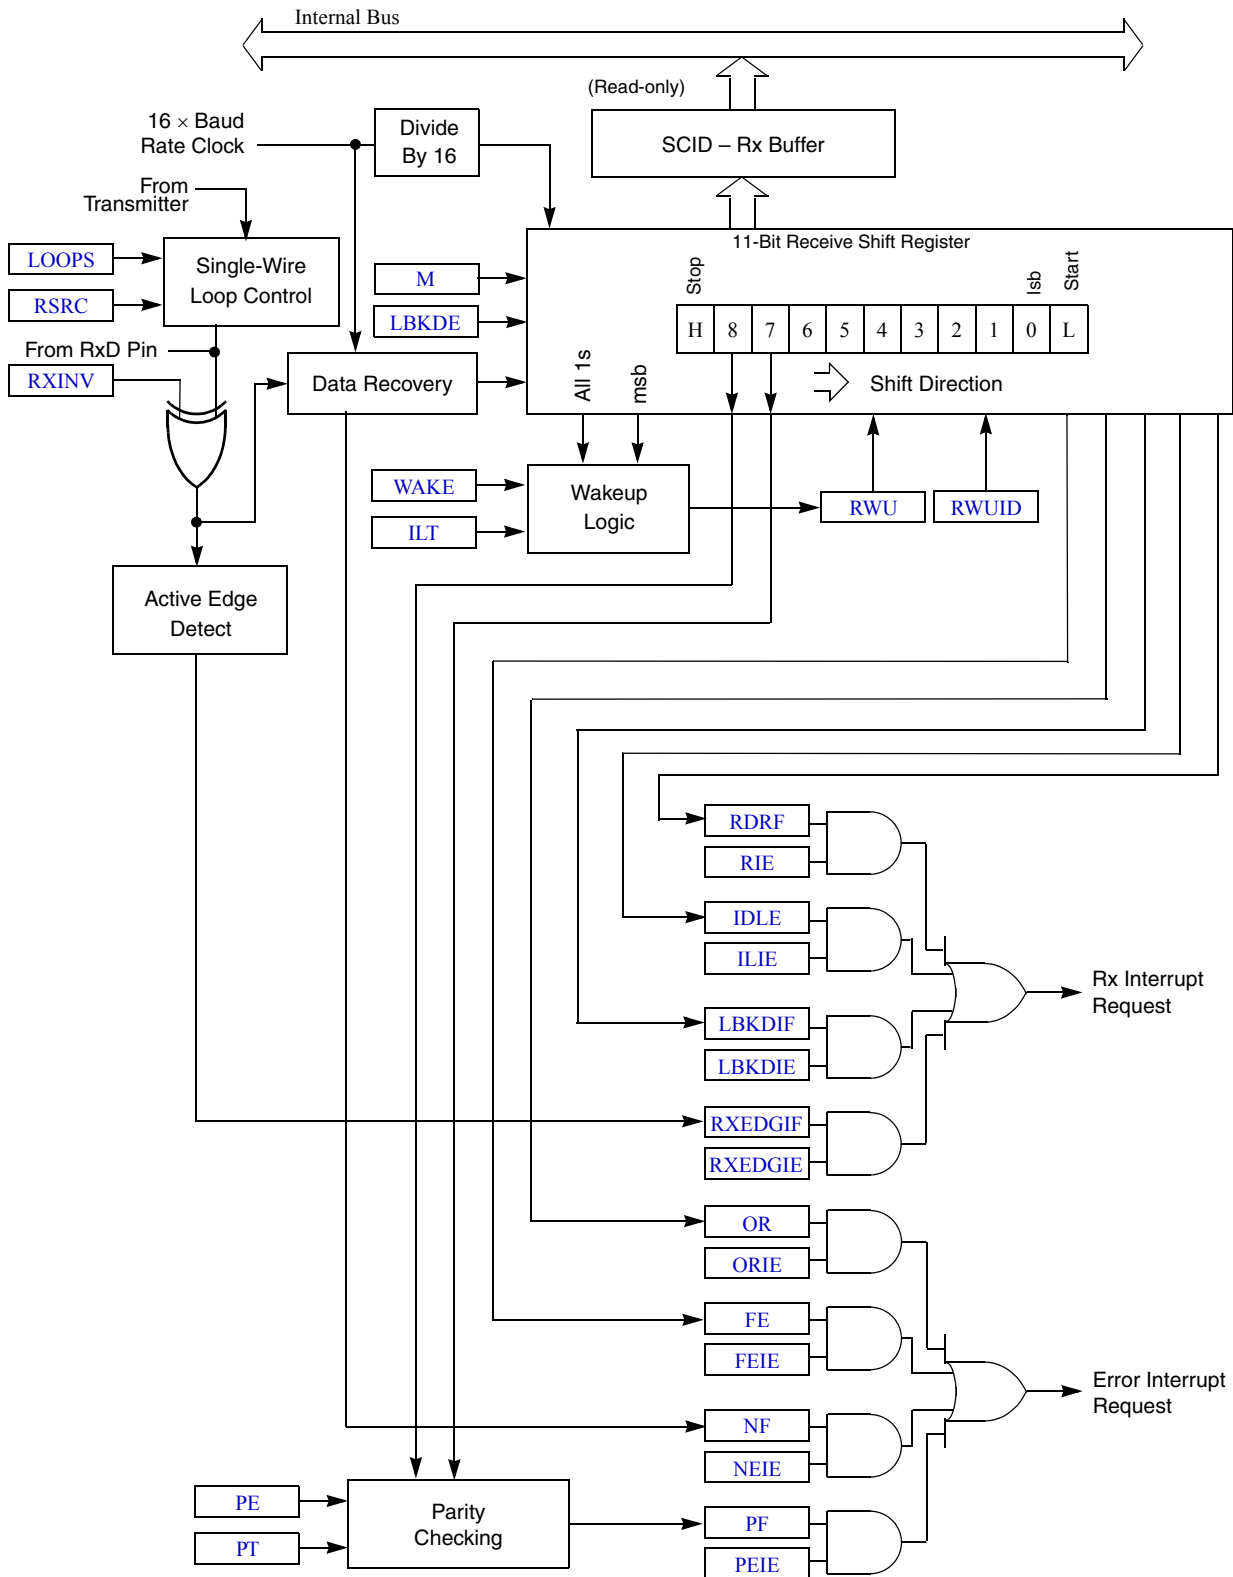 Internal Bus
(Read-only)
16 × Baud
Rate Clock
Divide
By 16
SCID – Rx Buffer
From
Transmitter
11-Bit Receive Shift Register
LOOPS
RSRC
Single-Wire
Loop Control
M
LBKDE
Stop
lsb
Start
H 8 7 6 5 4 3 2 1 0 L
From RxD Pin
RXINV
Data Recovery
All 1s
msb
Shift Direction
WAKE
ILT
Wakeup
Logic
RWU
RWUID
Active Edge
Detect
RDRF
RIE
IDLE
ILIE
Rx Interrupt
Request
LBKDIF
LBKDIE
RXEDGIF
RXEDGIE
OR
ORIE
FE
FEIE
Error Interrupt
Request
NF
NEIE
PE
PT
Parity
Checking
PF
PEIE